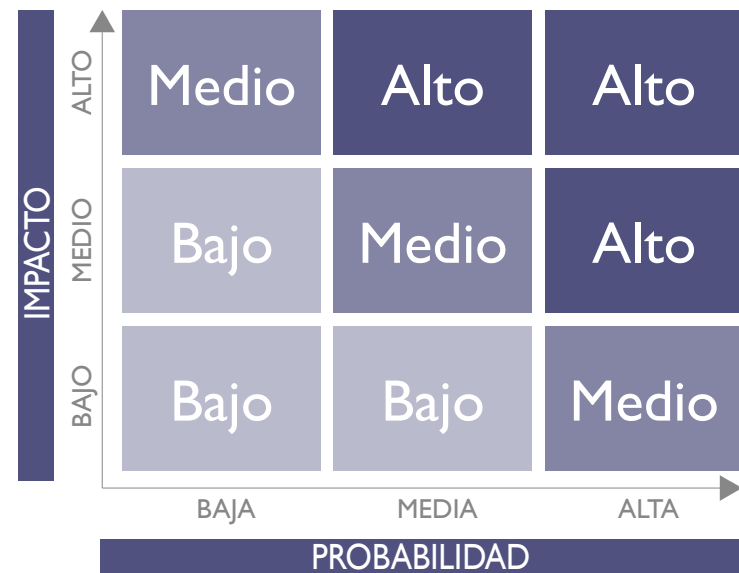 IMPACTO
ALTO
Medio Alto Alto
MEDIO
Bajo Medio Alto
BAJO
Bajo Bajo Medio
BAJA MEDIA ALTA
PROBABILIDAD